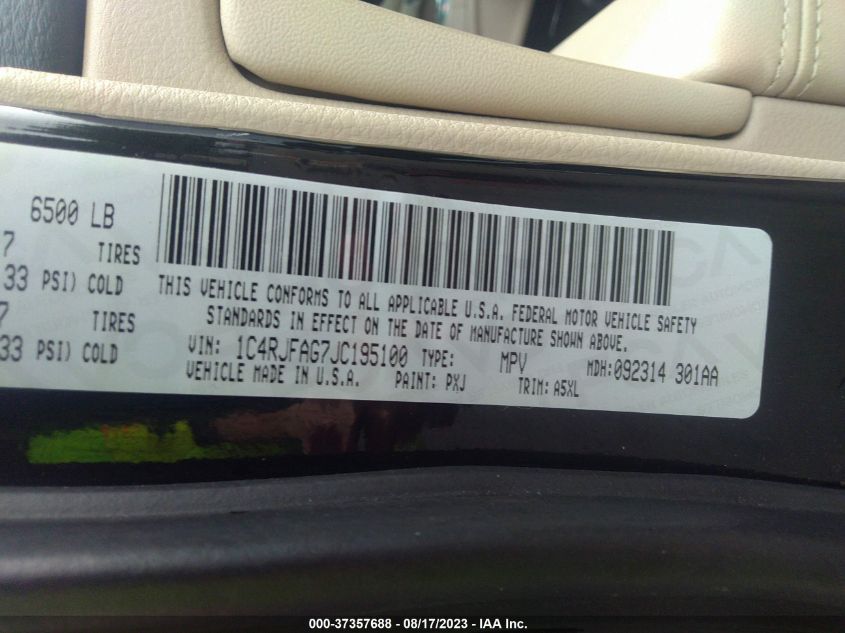 6500 LB
7 TIRES
33 PSI) COLD
7 TIRES
33 PSI) COLD
THIS VEHICLE CONFORMS TO ALL APPLICABLE U.S.A. FEDERAL MOTOR VEHICLE SAFETY
STANDARDS IN EFFECT ON THE DATE OF MANUFACTURE SHOWN ABOVE.
VIN: 1C4RJFAG7JC195100 TYPE: MPV MDH:092314 301AA
VEHICLE MADE IN U.S.A. PAINT: PXJ TRIM: A5XL
000-37357688 - 08/17/2023 - IAA Inc.